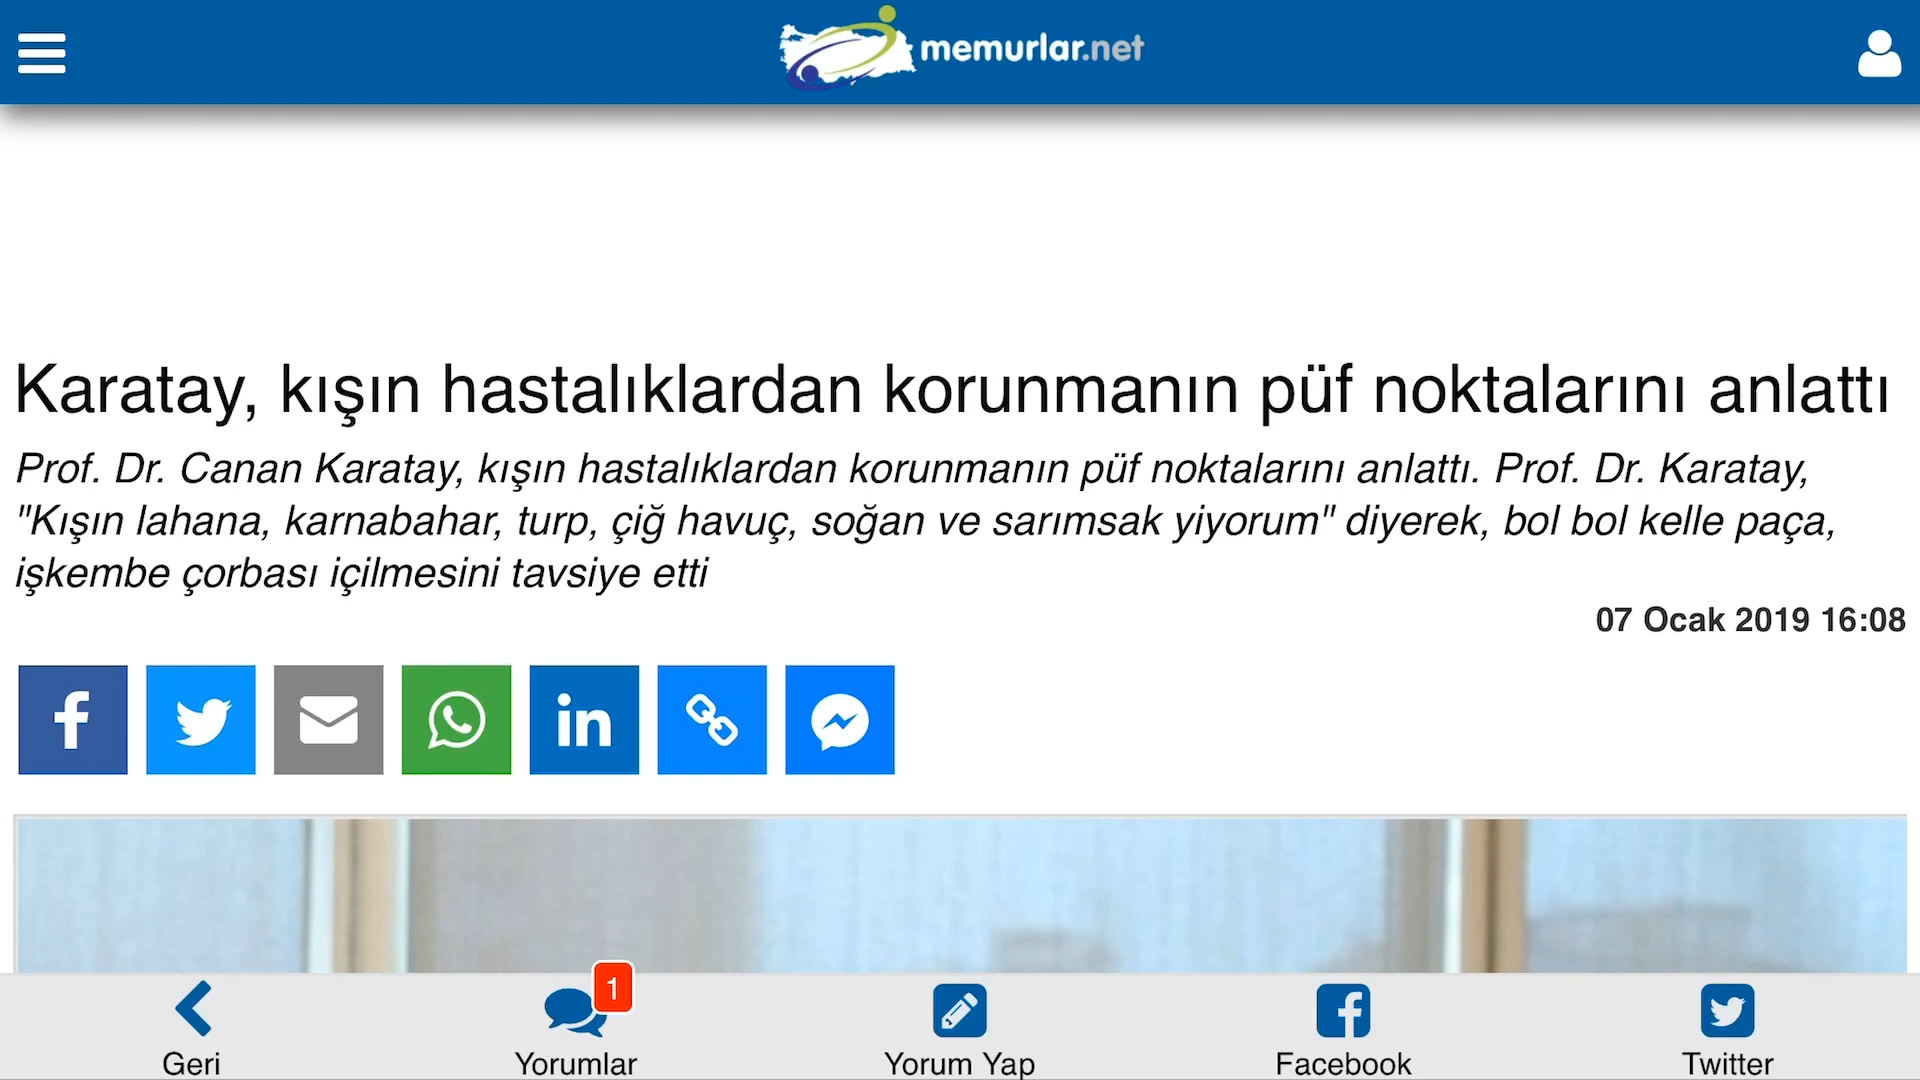 memurlar.net
Karatay, kışın hastalıklardan korunmanın püf noktalarını anlattı
Prof. Dr. Canan Karatay, kışın hastalıklardan korunmanın püf noktalarını anlattı. Prof. Dr. Karatay,
"Kışın lahana, karnabahar, turp, çiğ havuç, soğan ve sarımsak yiyorum" diyerek, bol bol kelle paça,
işkembe çorbası içilmesini tavsiye etti
07 Ocak 2019 16:08
1
Geri Yorumlar Yorum Yap Facebook Twitter